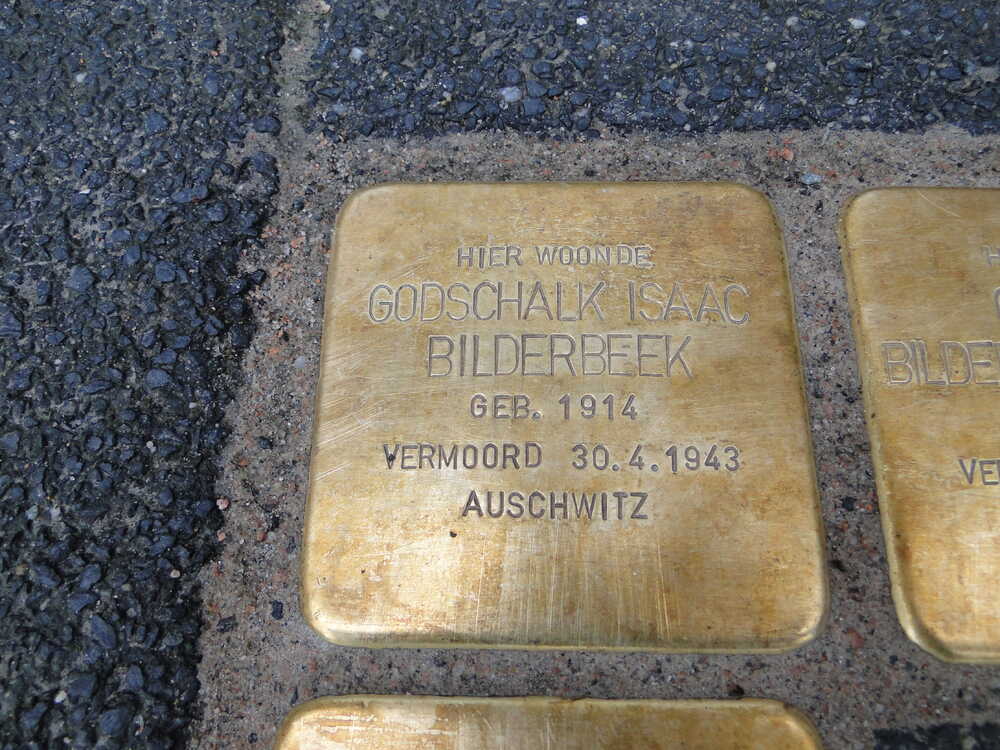 HIER WOONDE
GODSCHALK ISAAC
BILDERBEEK
GEB. 1914
VERMOORD 30.4.1943
AUSCHWITZ